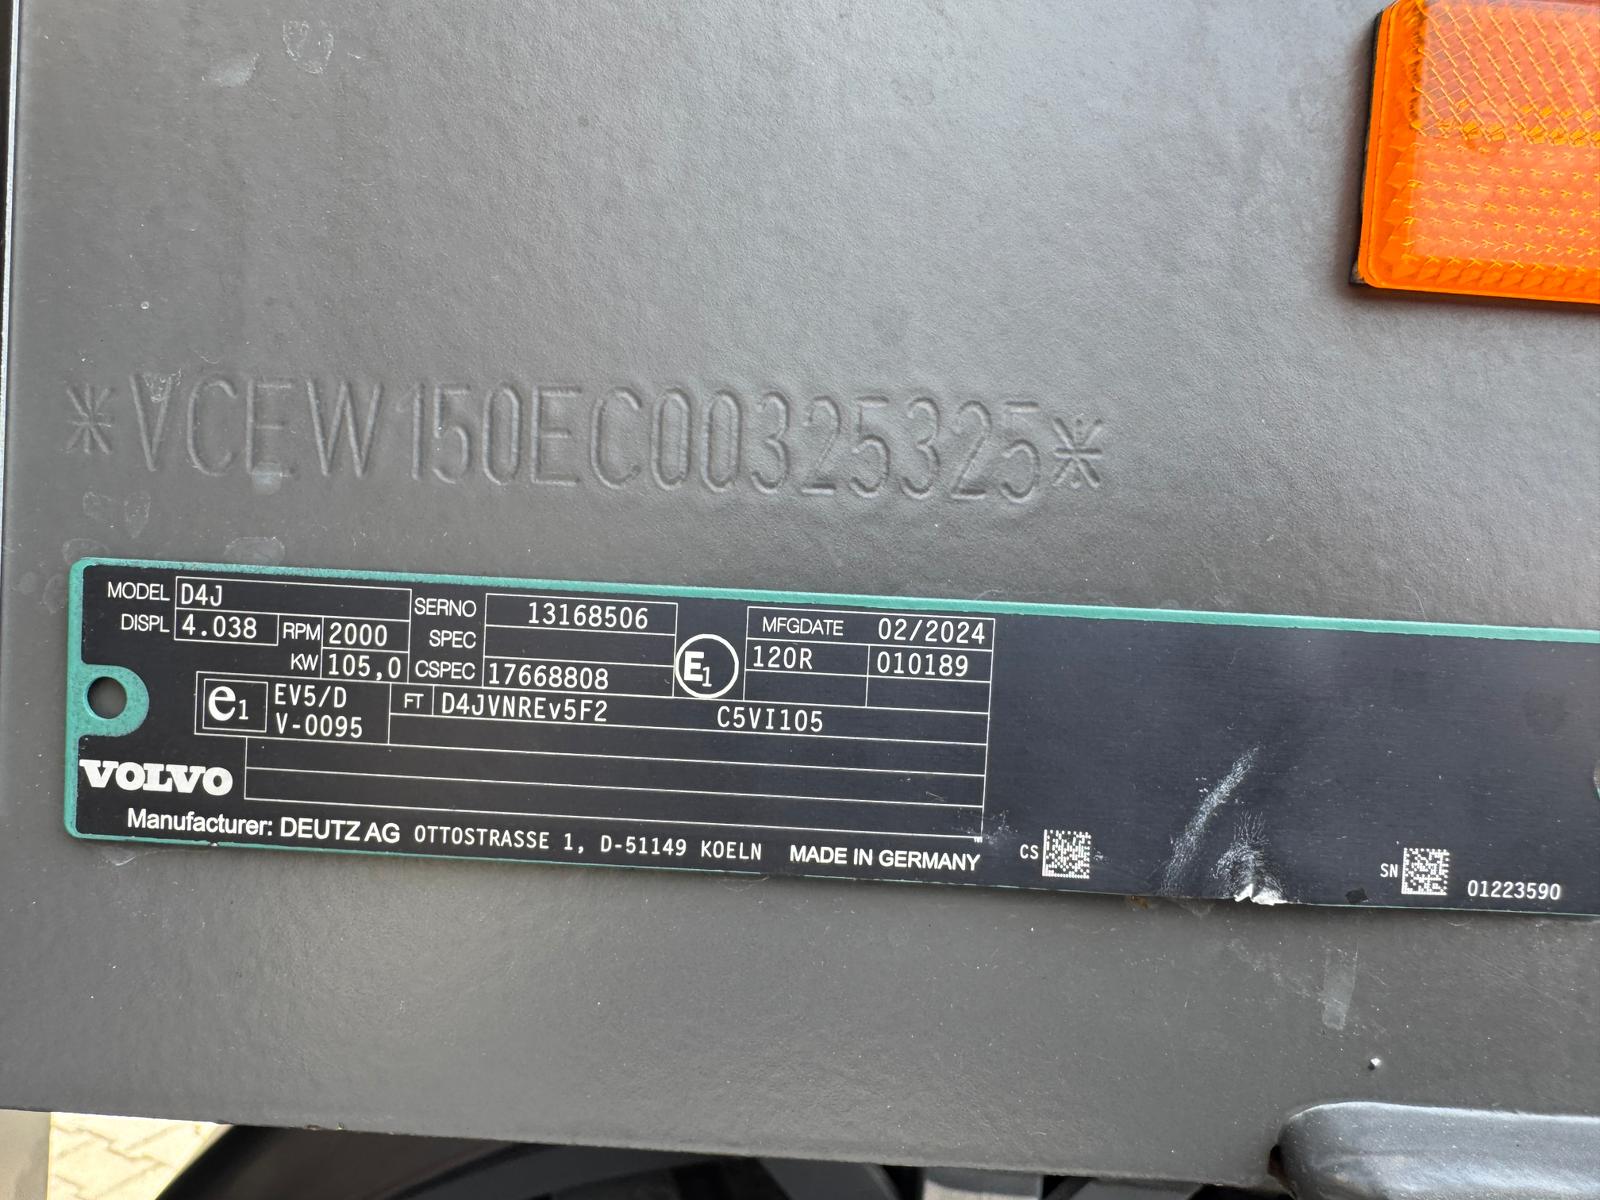 *VCEW150EC00325325*
MODEL D4J
DISPL 4.038 RPM 2000
KW 105,0
SERNO 13168506
SPEC
CSPEC 17668808
E1
MFGDATE 02/2024
120R 010189
e1 EV5/D
V-0095
FT D4JVNREv5F2 C5VI105
VOLVO
Manufacturer: DEUTZ AG OTTOSTRASSE 1, D-51149 KOELN MADE IN GERMANY
CS
SN 01223590